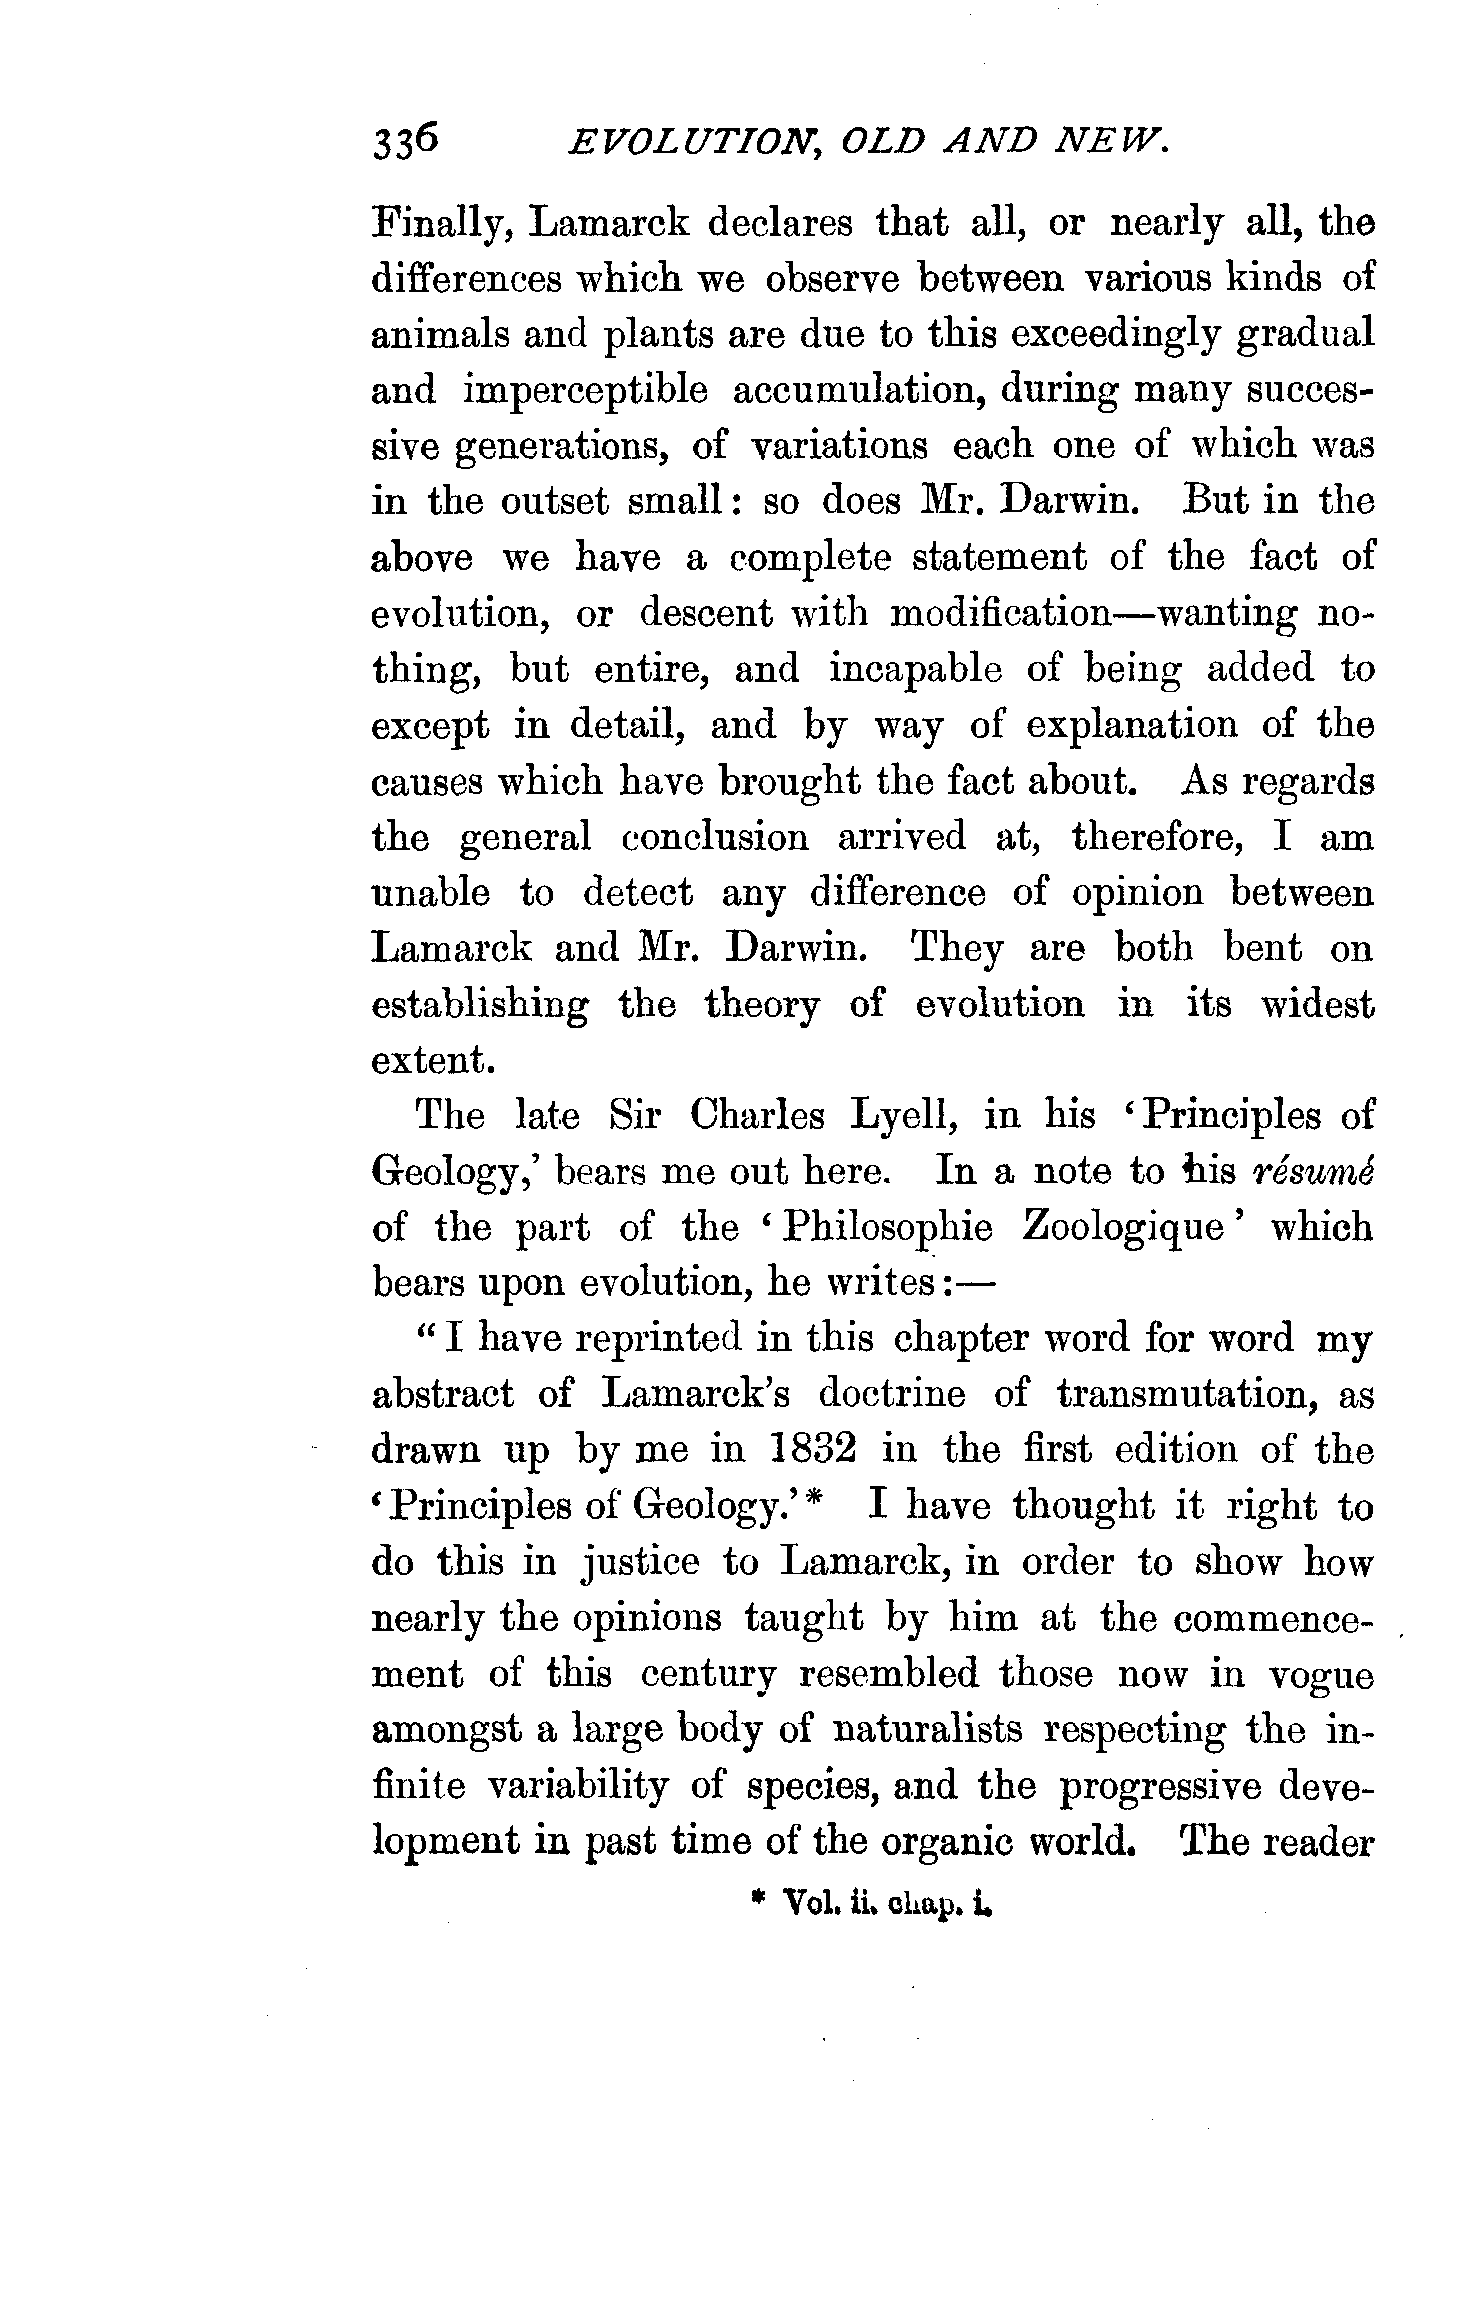 336 EVOLUTION, OLD AND NEW.
Finally, Lamarck declares that all, or nearly all, the
differences which we observe between various kinds of
animals and plants are due to this exceedingly gradual
and imperceptible accumulation, during many succes-
sive generations, of variations each one of which was
in the outset small: so does Mr. Darwin. But in the
above we have a complete statement of the fact of
evolution, or descent with modification—wanting no-
thing, but entire, and incapable of being added to
except in detail, and by way of explanation of the
causes which have brought the fact about. As regards
the general conclusion arrived at, therefore, I am
unable to detect any difference of opinion between
Lamarck and Mr. Darwin. They are both bent on
establishing the theory of evolution in its widest
extent.
The late Sir Charles Lyell, in his ‘Principles of
Geology,’ bears me out here. In a note to his résumé
of the part of the ‘Philosophie Zoologique’ which
bears upon evolution, he writes:—
“I have reprinted in this chapter word for word my
abstract of Lamarck’s doctrine of transmutation, as
drawn up by me in 1832 in the first edition of the
‘Principles of Geology.’* I have thought it right to
do this in justice to Lamarck, in order to show how
nearly the opinions taught by him at the commence-
ment of this century resembled those now in vogue
amongst a large body of naturalists respecting the in-
finite variability of species, and the progressive deve-
lopment in past time of the organic world. The reader
* Vol. ii. chap. i.